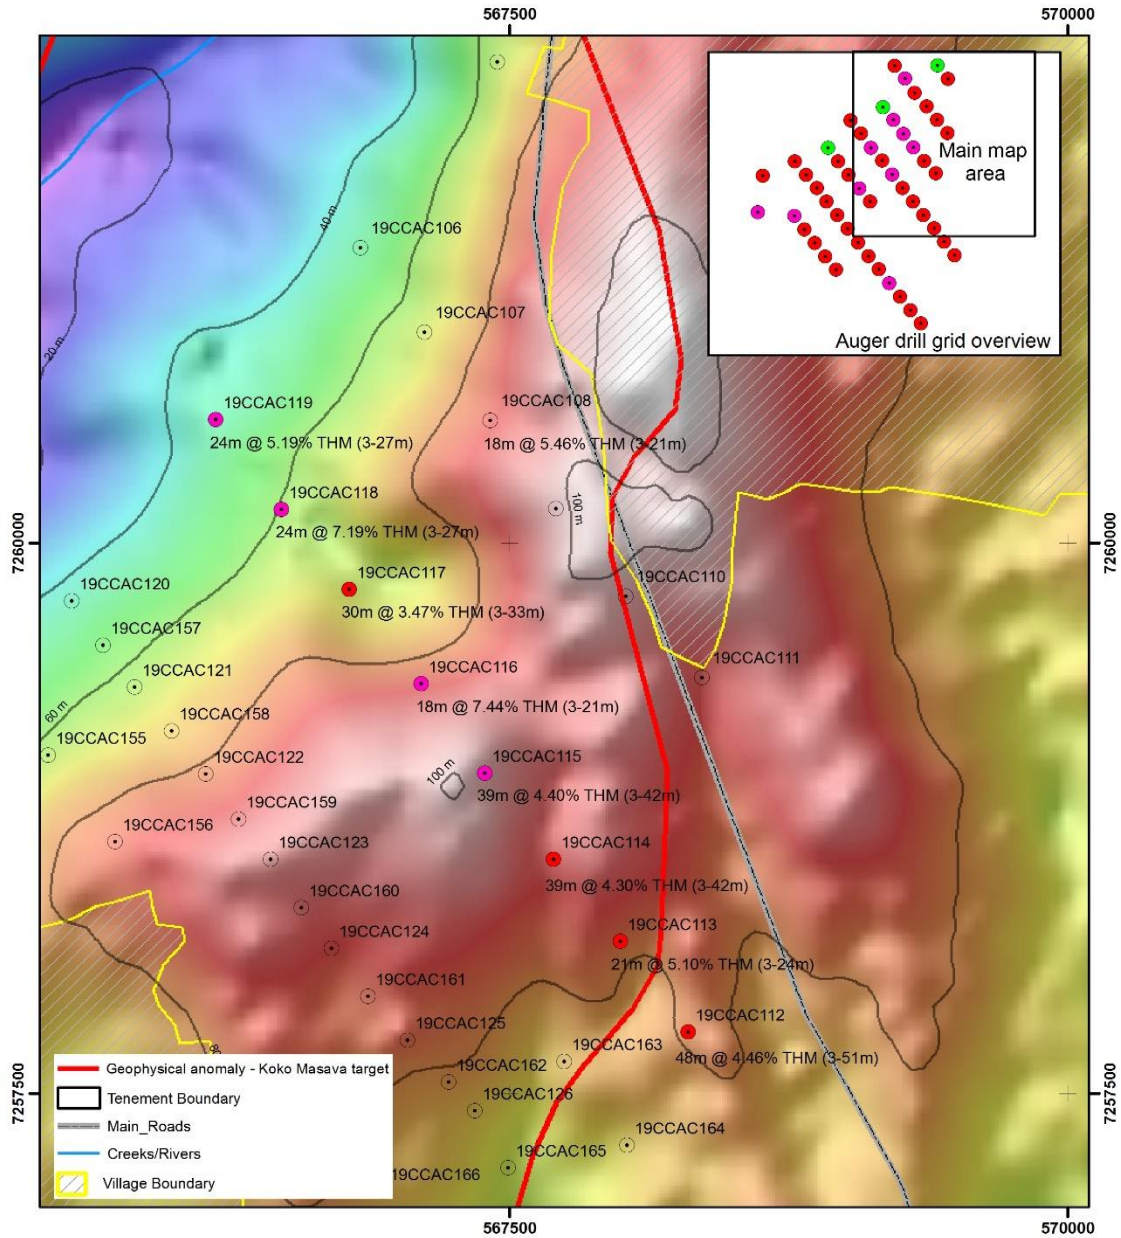 567500
570000
Main map
area
Auger drill grid overview
40 m
19CCAC106
19CCAC107
20 m
19CCAC119
24m @ 5.19% THM (3-27m)
19CCAC108
18m @ 5.46% THM (3-21m)
19CCAC118
24m @ 7.19% THM (3-27m)
100 m
7260000
7260000
19CCAC117
30m @ 3.47% THM (3-33m)
19CCAC110
19CCAC120
19CCAC157
19CCAC116
18m @ 7.44% THM (3-21m)
19CCAC111
19CCAC121
60 m
19CCAC158
19CCAC155
19CCAC122
100 m
19CCAC115
39m @ 4.40% THM (3-42m)
19CCAC159
19CCAC156
19CCAC123
19CCAC114
39m @ 4.30% THM (3-42m)
19CCAC160
19CCAC124
19CCAC113
21m @ 5.10% THM (3-24m)
19CCAC161
19CCAC125
19CCAC112
48m @ 4.46% THM (3-51m)
19CCAC162
19CCAC163
19CCAC126
19CCAC164
19CCAC165
19CCAC166
7257500
7257500
Geophysical anomaly - Koko Masava target
Tenement Boundary
Main_Roads
Creeks/Rivers
Village Boundary
567500
570000